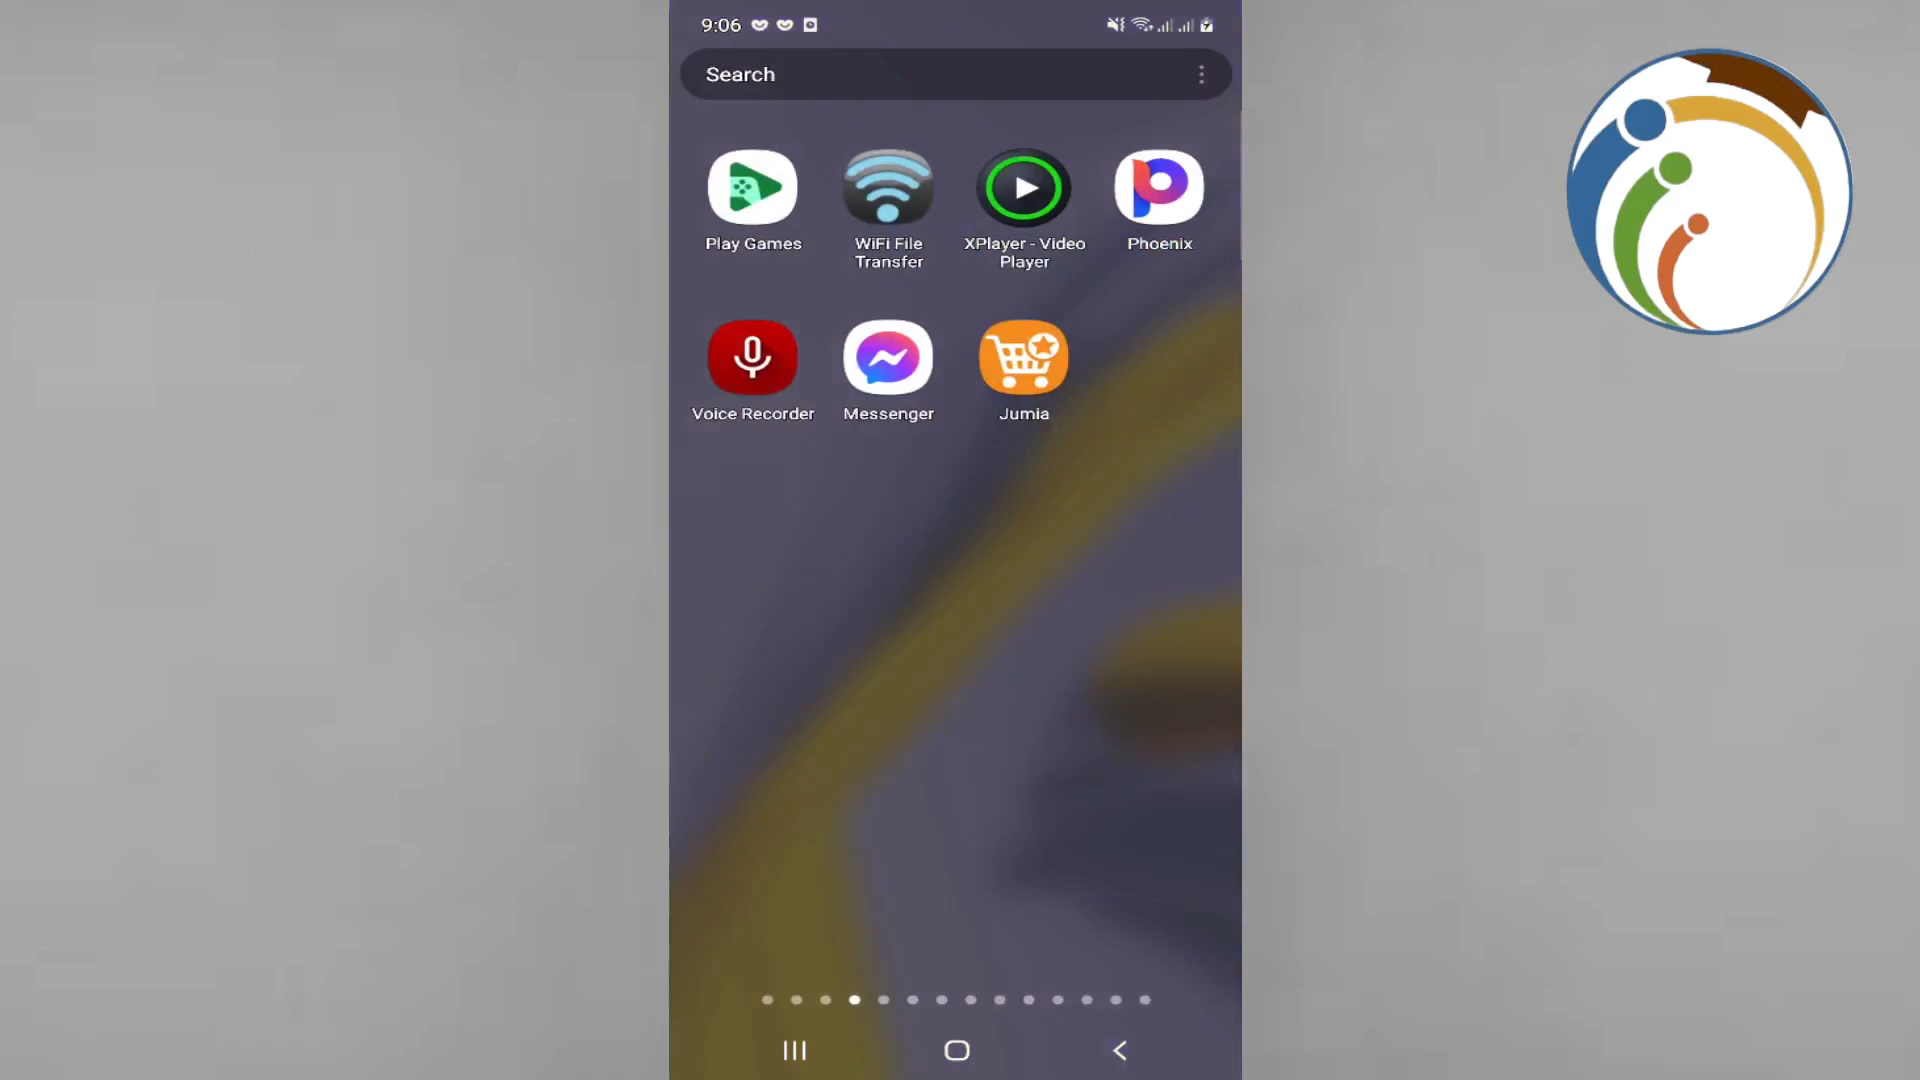 9:06
Search
Play Games
WiFi File
Transfer
XPlayer - Video
Player
Phoenix
Voice Recorder
Messenger
Jumia